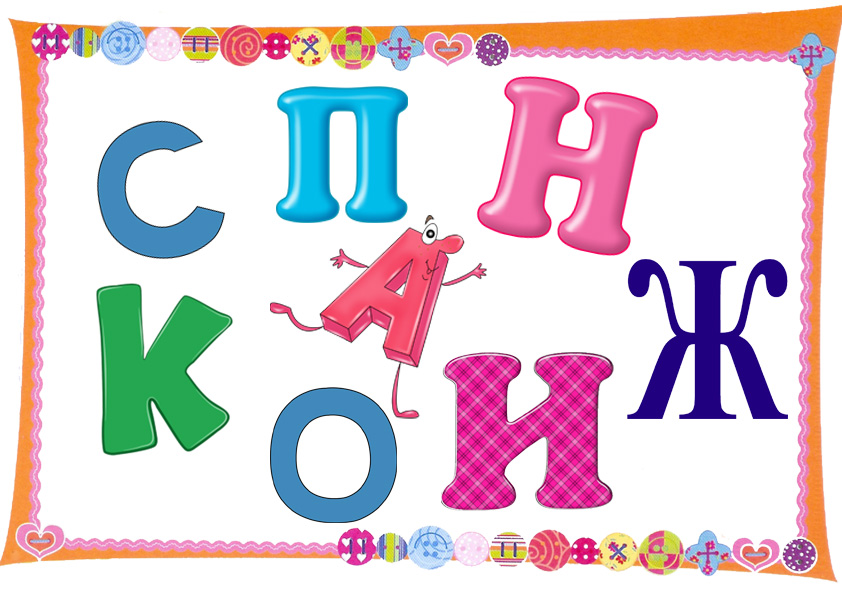 С П Н
К А Ж
О И